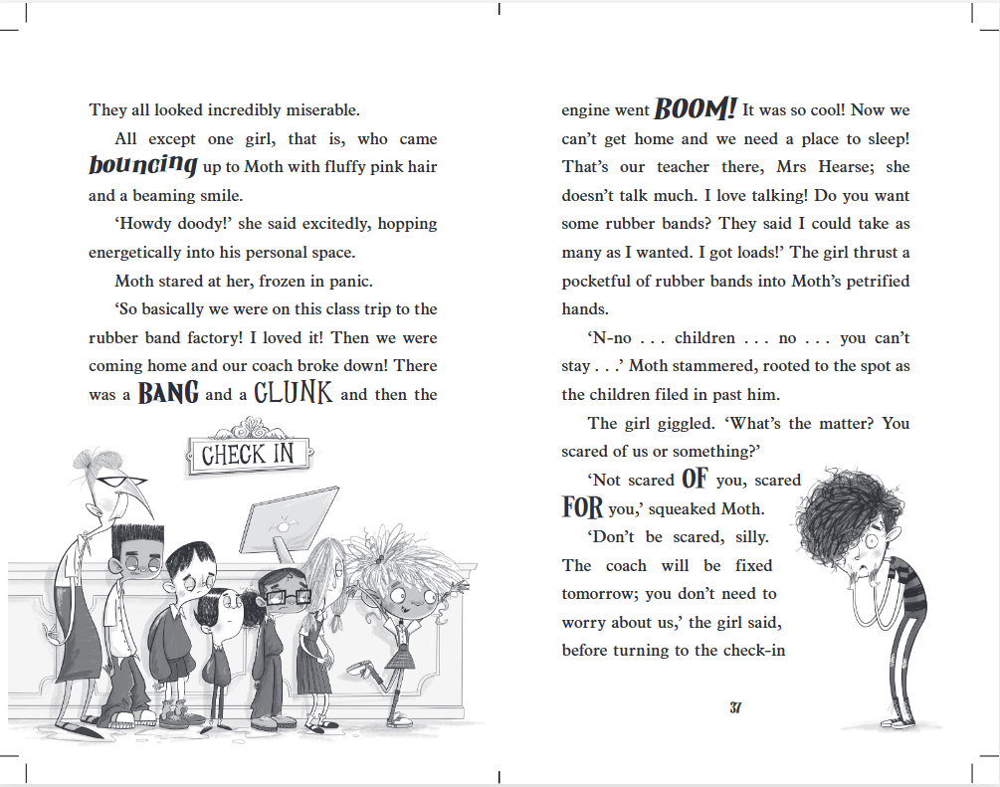 They all looked incredibly miserable.
All except one girl, that is, who came
bouncing up to Moth with fluffy pink hair
and a beaming smile.
‘Howdy doody!’ she said excitedly, hopping
energetically into his personal space.
Moth stared at her, frozen in panic.
‘So basically we were on this class trip to the
rubber band factory! I loved it! Then we were
coming home and our coach broke down! There
was a BANG and a CLUNK and then the
CHECK IN
engine went BOOM! It was so cool! Now we
can’t get home and we need a place to sleep!
That’s our teacher there, Mrs Hearse; she
doesn’t talk much. I love talking! Do you want
some rubber bands? They said I could take as
many as I wanted. I got loads!’ The girl thrust a
pocketful of rubber bands into Moth’s petrified
hands.
‘N-no . . . children . . . no . . . you can’t
stay . . .’ Moth stammered, rooted to the spot as
the children filed in past him.
The girl giggled. ‘What’s the matter? You
scared of us or something?’
‘Not scared OF you, scared
FOR you,’ squeaked Moth.
‘Don’t be scared, silly.
The coach will be fixed
tomorrow; you don’t need to
worry about us,’ the girl said,
before turning to the check-in
37